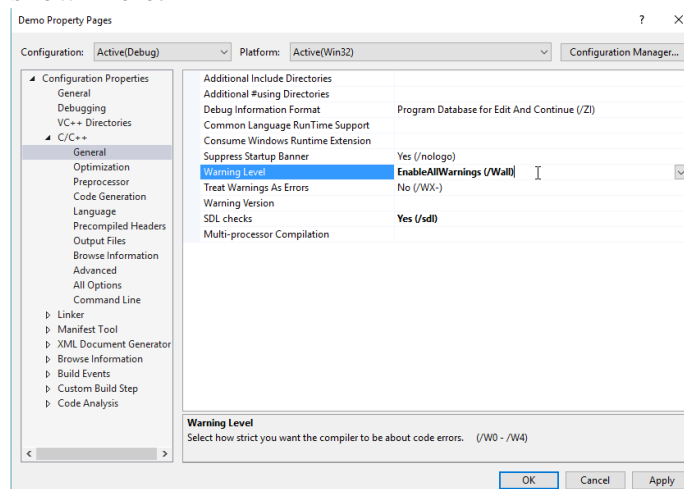 Demo Property Pages
? ×
Configuration: Active(Debug) Platform: Active(Win32) Configuration Manager...
Configuration Properties
General
Debugging
VC++ Directories
C/C++
General
Optimization
Preprocessor
Code Generation
Language
Precompiled Headers
Output Files
Browse Information
Advanced
All Options
Command Line
Linker
Manifest Tool
XML Document Generator
Browse Information
Build Events
Custom Build Step
Code Analysis
Additional Include Directories
Additional #using Directories
Debug Information Format Program Database for Edit And Continue (/ZI)
Common Language RunTime Support
Consume Windows Runtime Extension
Suppress Startup Banner Yes (/nologo)
Warning Level EnableAllWarnings (/Wall)
Treat Warnings As Errors No (/WX-)
Warning Version
SDL checks Yes (/sdl)
Multi-processor Compilation
Warning Level
Select how strict you want the compiler to be about code errors. (/W0 - /W4)
OK Cancel Apply